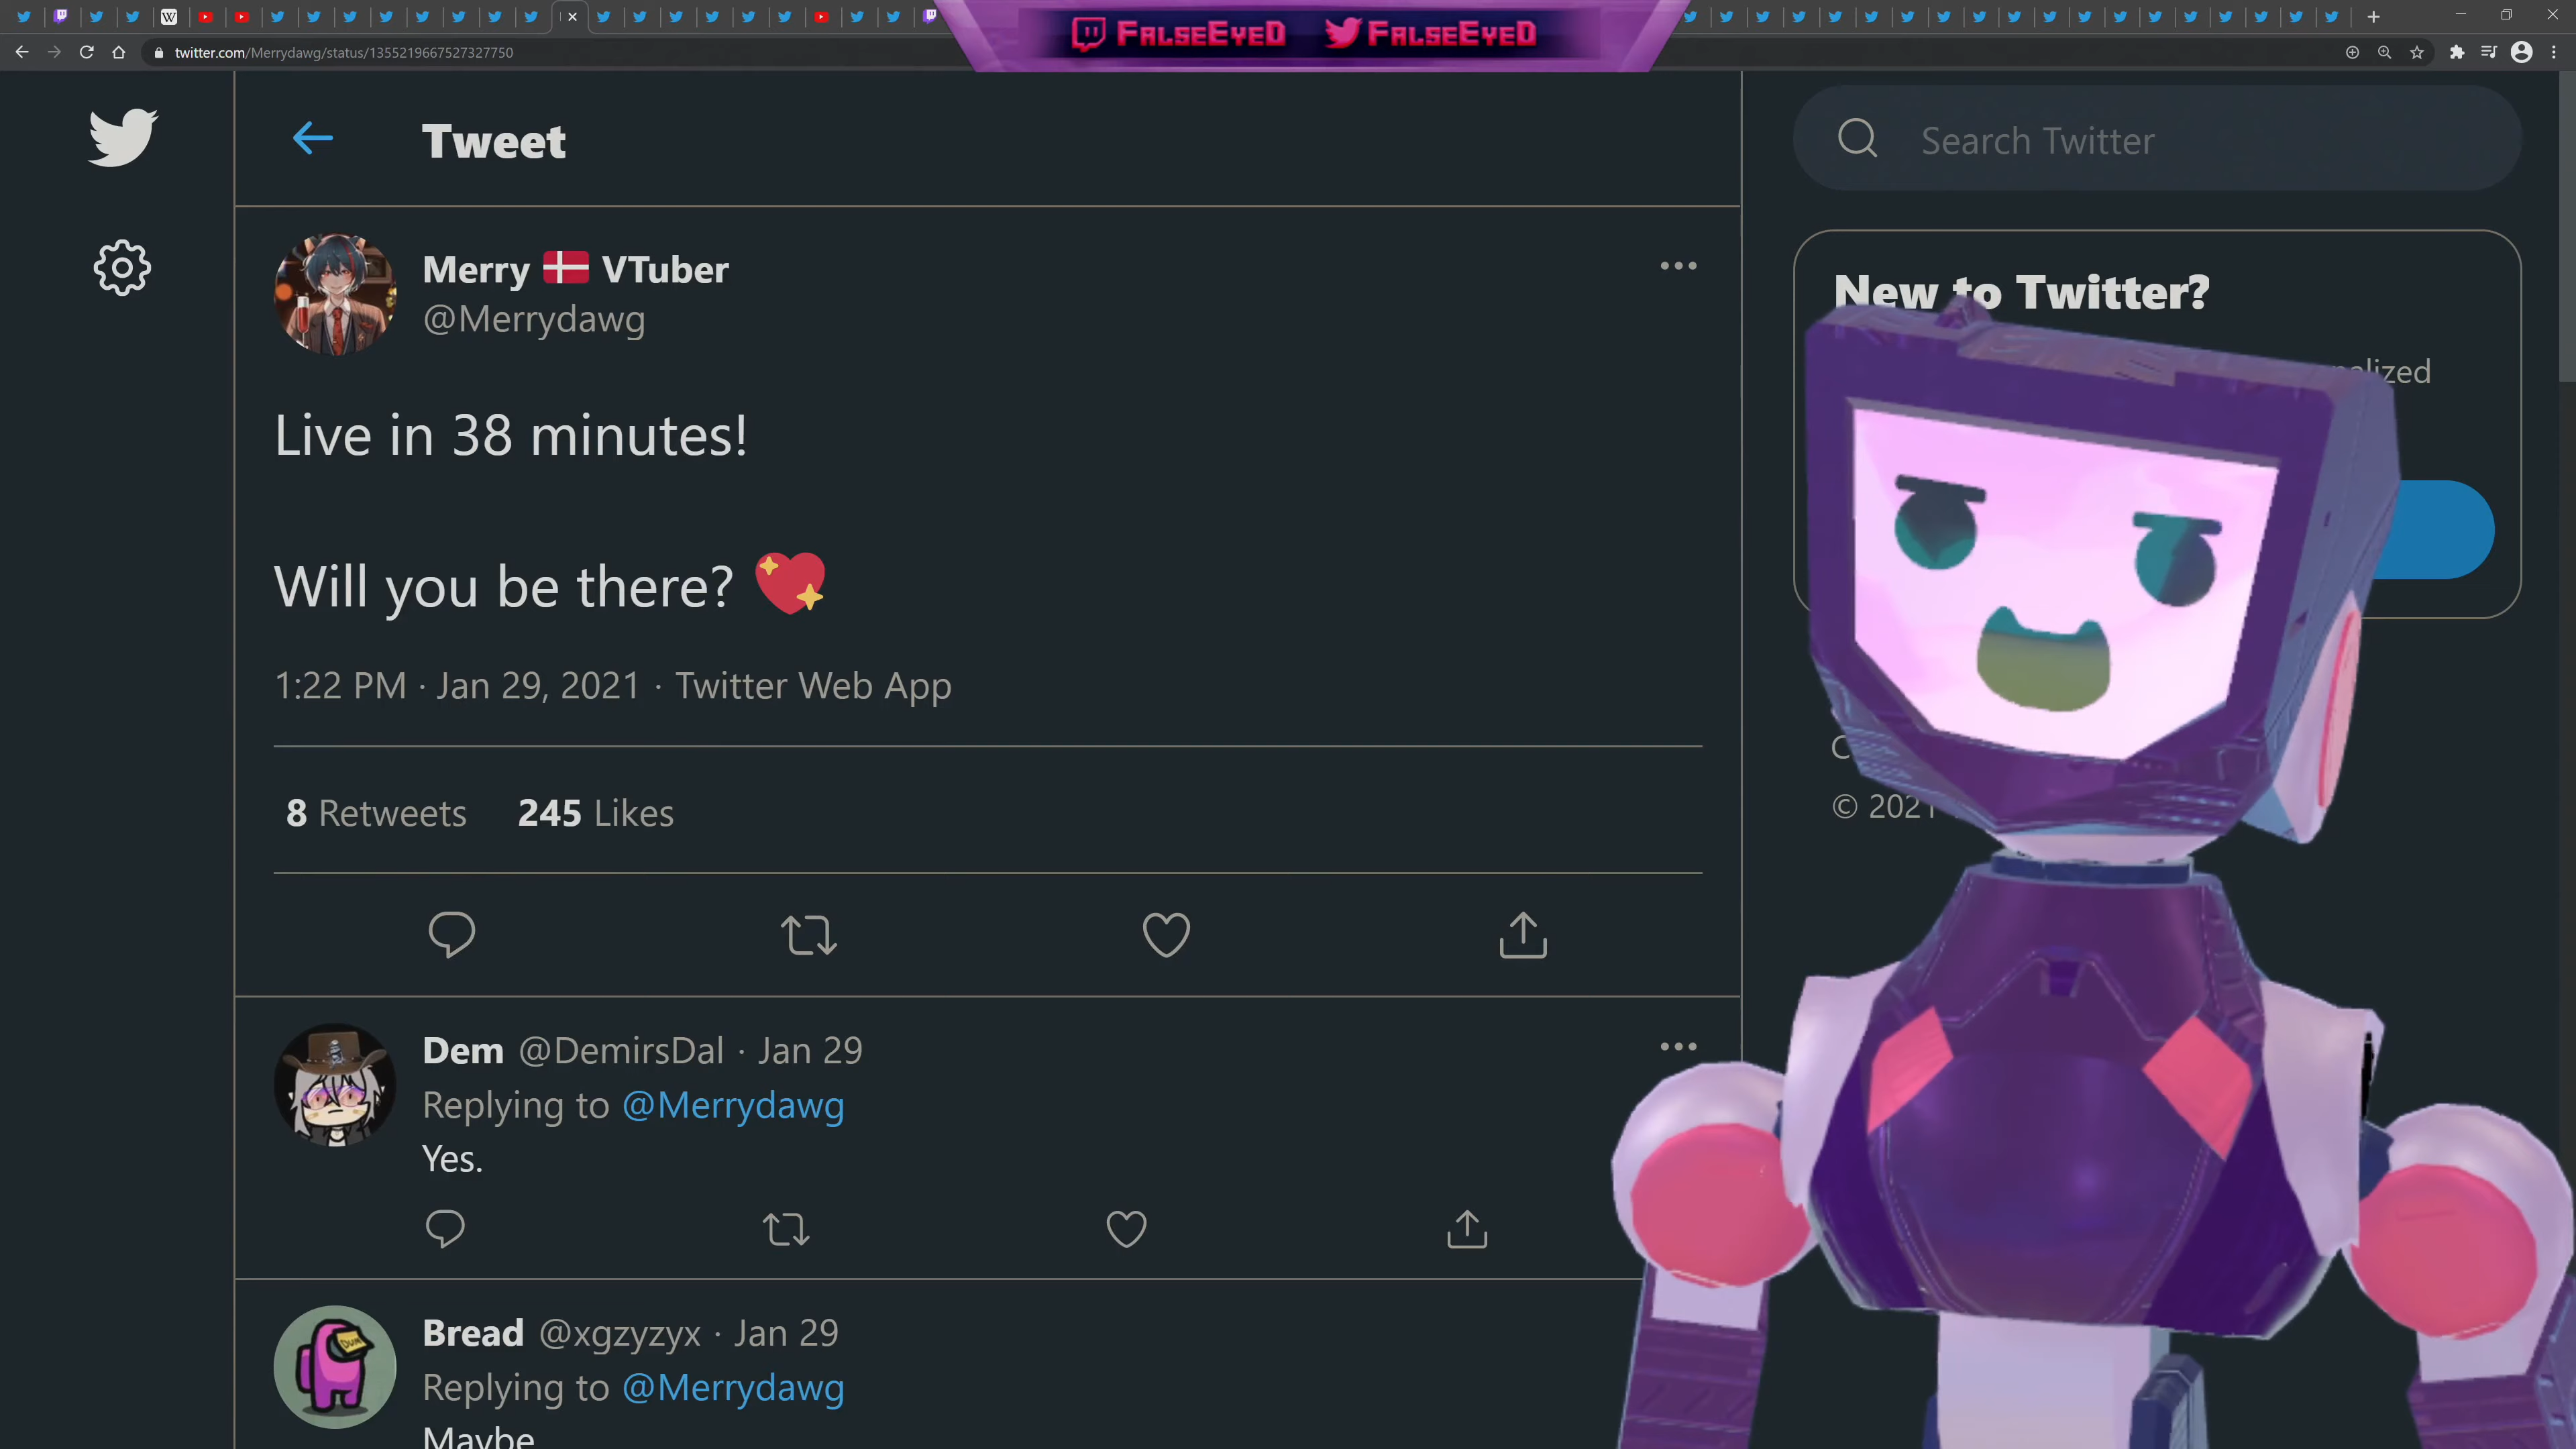 FalseEyeD FalseEyeD
twitter.com/Merrydawg/status/1355219667527327750
Tweet
Search Twitter
Merry 🇩🇰 VTuber
@Merrydawg
New to Twitter?
Live in 38 minutes!
Will you be there? 💖
1:22 PM · Jan 29, 2021 · Twitter Web App
8 Retweets 245 Likes
© 2021
Dem @DemirsDal · Jan 29
Replying to @Merrydawg
Yes.
Bread @xgzyzyx · Jan 29
Replying to @Merrydawg
Maybe